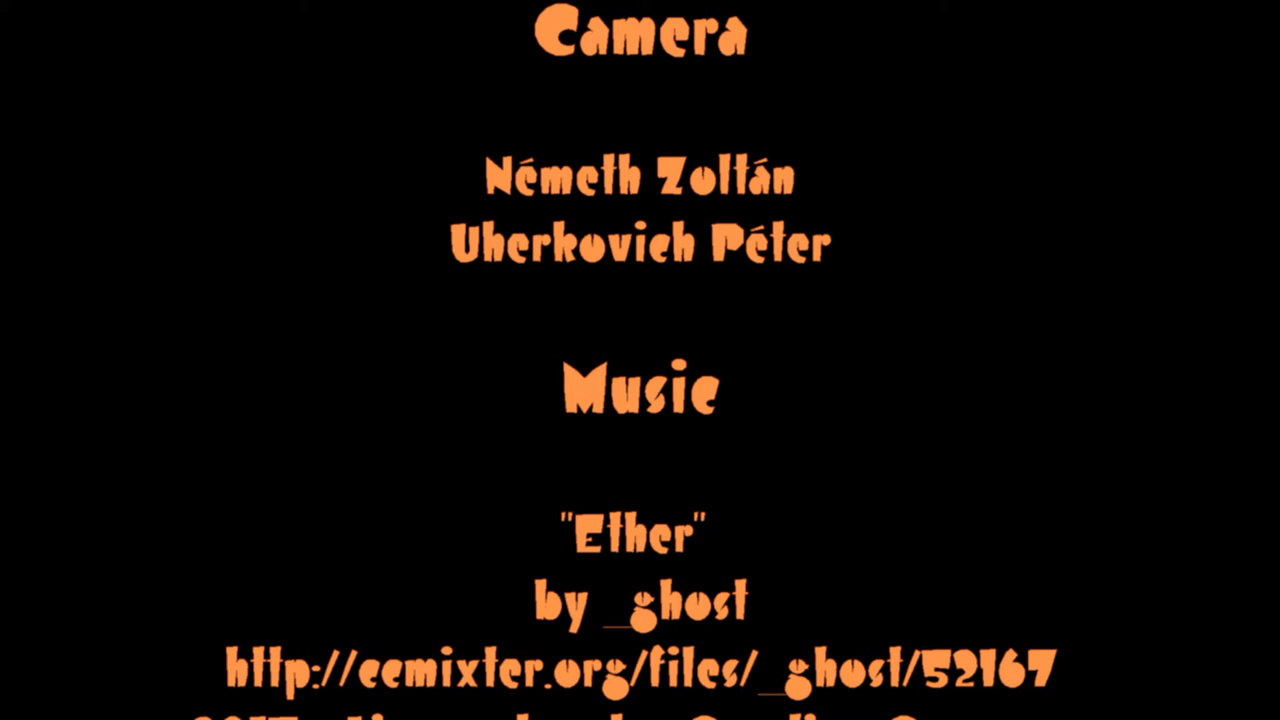 Camera
Németh Zoltán
Uherkovich Péter
Music
"Ether"
by _ghost
http://ccmixter.org/files/_ghost/52167